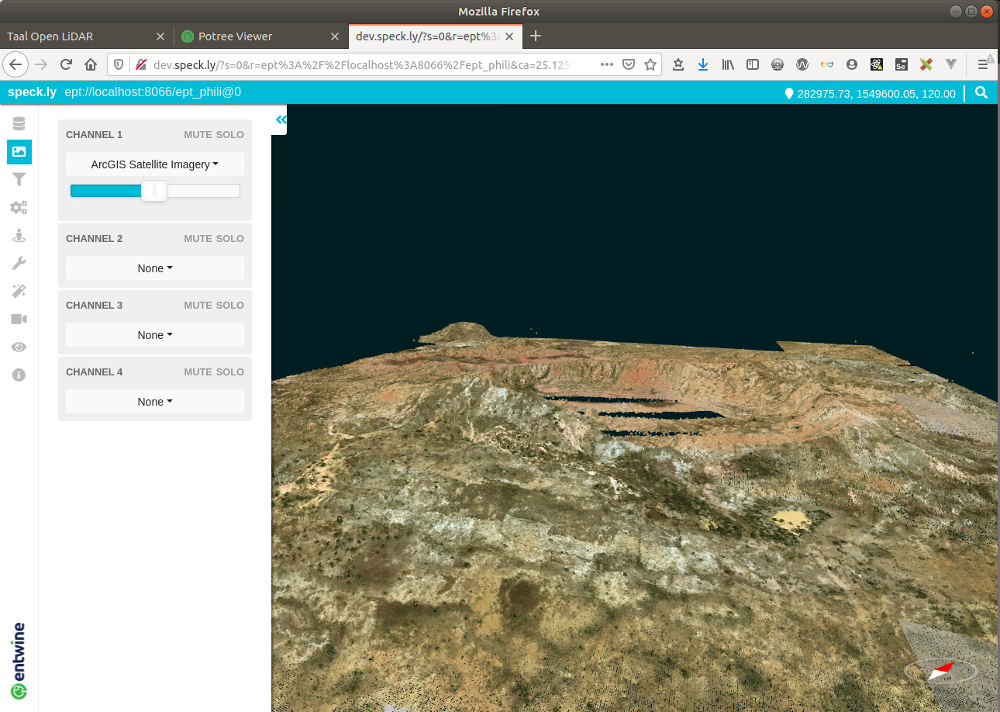 Mozilla Firefox
Taal Open LiDAR
Potree Viewer
dev.speck.ly/?s=0&r=ept%3
dev.speck.ly/?s=0&r=ept%3A%2F%2Flocalhost%3A8066%2Fept_phili&ca=25.125
speck.ly ept://localhost:8066/ept_phili@0
282975.73, 1549600.05, 120.00
CHANNEL 1 MUTE SOLO
ArcGIS Satellite Imagery
CHANNEL 2 MUTE SOLO
None
CHANNEL 3 MUTE SOLO
None
CHANNEL 4 MUTE SOLO
None
entwine